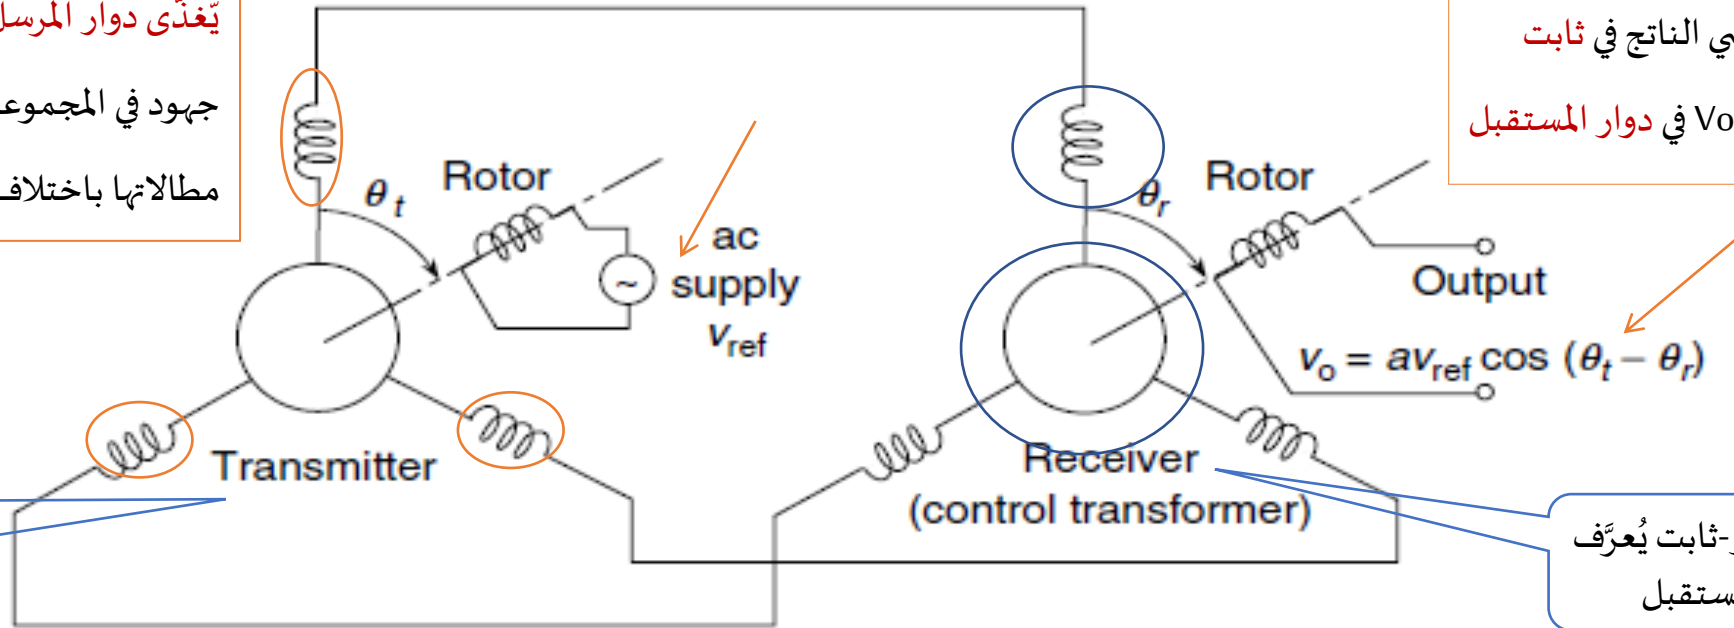 يّغذّى دوار المرسل
جهود في المجموع
مطالاتها باختلاف
ي الناتج في ثابت
Vo في دوار المستقبل
Rotor
θt
ac
supply
vref
Transmitter
Rotor
θr
Output
vo = avref cos (θt − θr)
Receiver
(control transformer)
-ثابت يُعرَّف
ستقبل